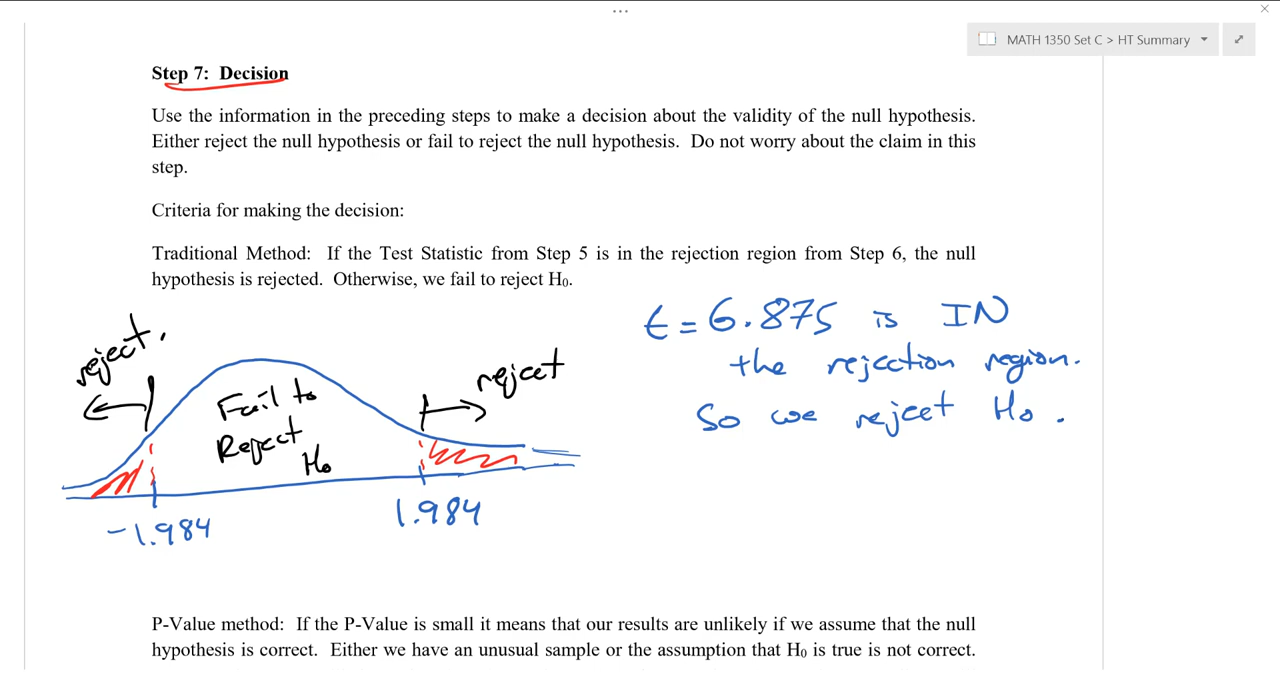 ...
MATH 1350 Set C > HT Summary
Step 7: Decision
Use the information in the preceding steps to make a decision about the validity of the null hypothesis.
Either reject the null hypothesis or fail to reject the null hypothesis. Do not worry about the claim in this
step.
Criteria for making the decision:
Traditional Method: If the Test Statistic from Step 5 is in the rejection region from Step 6, the null
hypothesis is rejected. Otherwise, we fail to reject H₀.
reject.
Fail to
Reject
H₀
reject
-1.984
1.984
t = 6.875 is IN
the rejection region.
So we reject H₀.
P-Value method: If the P-Value is small it means that our results are unlikely if we assume that the null
hypothesis is correct. Either we have an unusual sample or the assumption that H₀ is true is not correct.